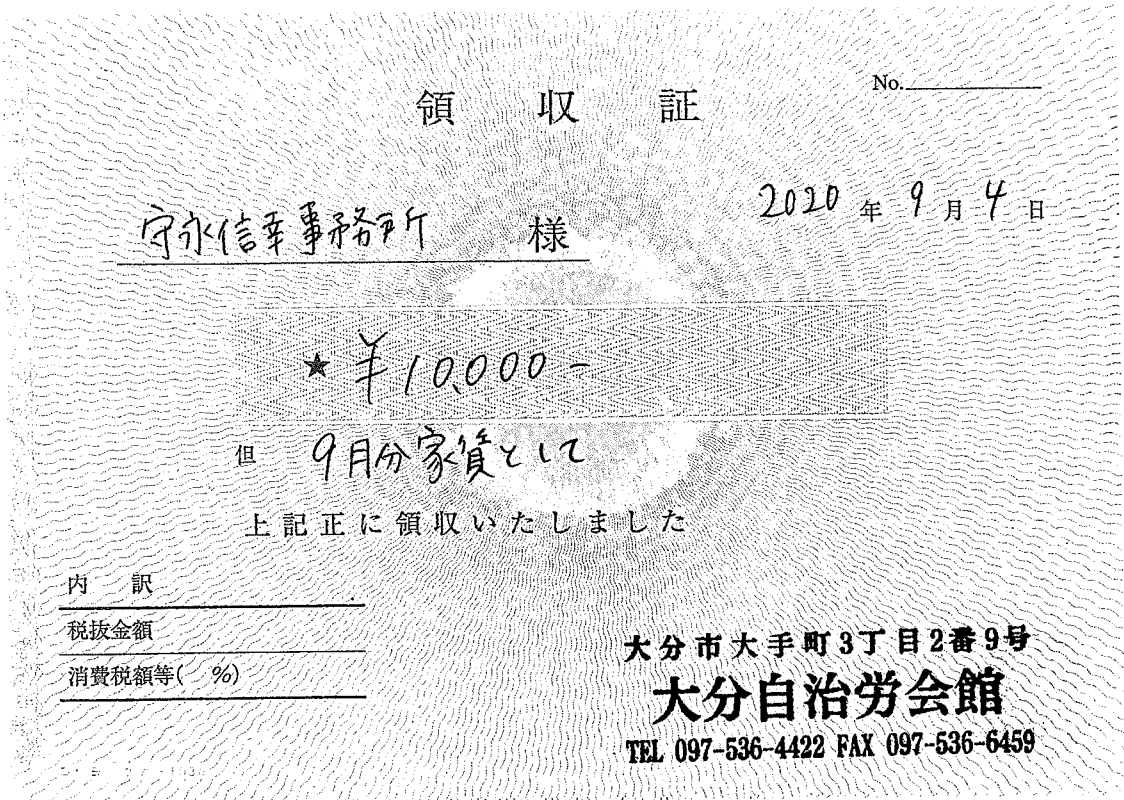 No.
領 収 証
2020 年 9 月 4 日
守永信幸事務所 様
★ ¥10,000-
但 9月分家賃として
上記正に領収いたしました
内 訳
税抜金額
消費税額等( %)
大分市大手町3丁目2番9号
大分自治労会館
TEL 097-536-4422 FAX 097-536-6459